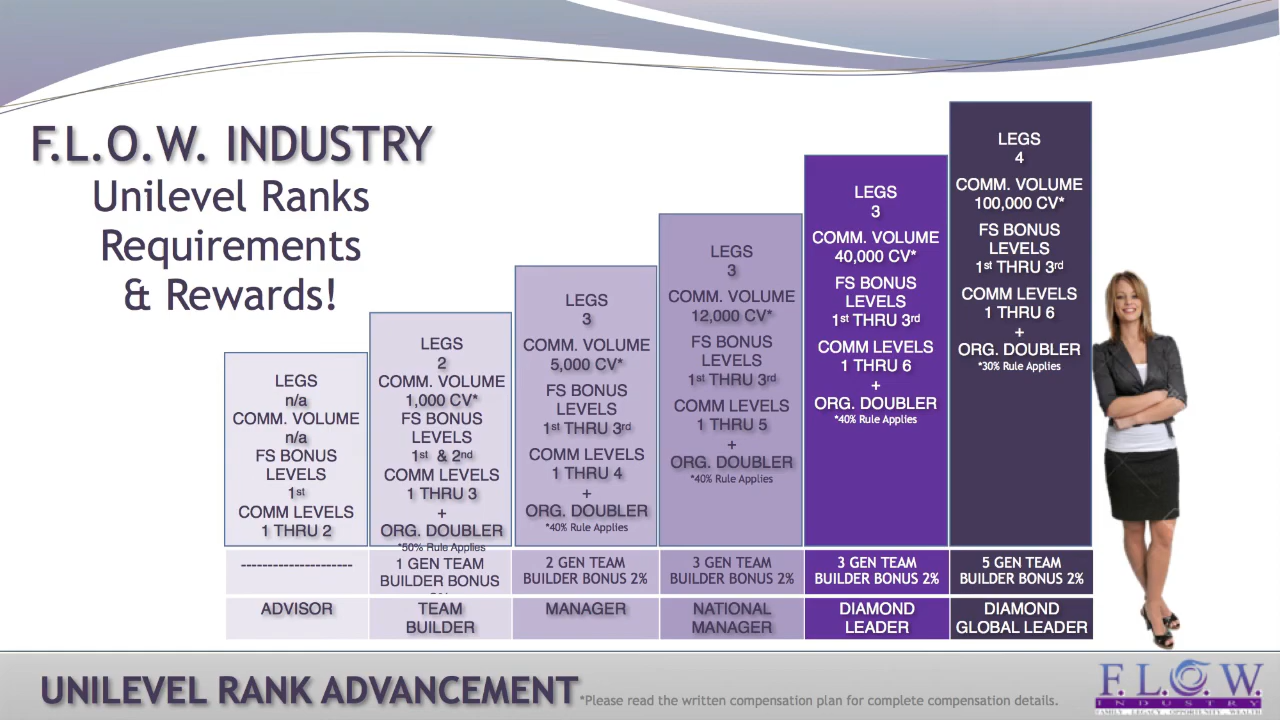 F.L.O.W. INDUSTRY
Unilevel Ranks
Requirements
& Rewards!
LEGS
n/a
COMM. VOLUME
n/a
FS BONUS
LEVELS
1st
COMM LEVELS
1 THRU 2
---------------------
ADVISOR
LEGS
2
COMM. VOLUME
1,000 CV*
FS BONUS
LEVELS
1st & 2nd
COMM LEVELS
1 THRU 3
+
ORG. DOUBLER
*50% Rule Applies
1 GEN TEAM
BUILDER BONUS
TEAM
BUILDER
LEGS
3
COMM. VOLUME
5,000 CV*
FS BONUS
LEVELS
1st THRU 3rd
COMM LEVELS
1 THRU 4
+
ORG. DOUBLER
*40% Rule Applies
2 GEN TEAM
BUILDER BONUS 2%
MANAGER
LEGS
3
COMM. VOLUME
12,000 CV*
FS BONUS
LEVELS
1st THRU 3rd
COMM LEVELS
1 THRU 5
+
ORG. DOUBLER
*40% Rule Applies
3 GEN TEAM
BUILDER BONUS 2%
NATIONAL
MANAGER
LEGS
3
COMM. VOLUME
40,000 CV*
FS BONUS
LEVELS
1st THRU 3rd
COMM LEVELS
1 THRU 6
+
ORG. DOUBLER
*40% Rule Applies
3 GEN TEAM
BUILDER BONUS 2%
DIAMOND
LEADER
LEGS
4
COMM. VOLUME
100,000 CV*
FS BONUS
LEVELS
1st THRU 3rd
COMM LEVELS
1 THRU 6
+
ORG. DOUBLER
*30% Rule Applies
5 GEN TEAM
BUILDER BONUS 2%
DIAMOND
GLOBAL LEADER
UNILEVEL RANK ADVANCEMENT
*Please read the written compensation plan for complete compensation details.
F.L.O.W.
INDUSTRY
FAMILY . LEGACY . OPPORTUNITY . WEALTH